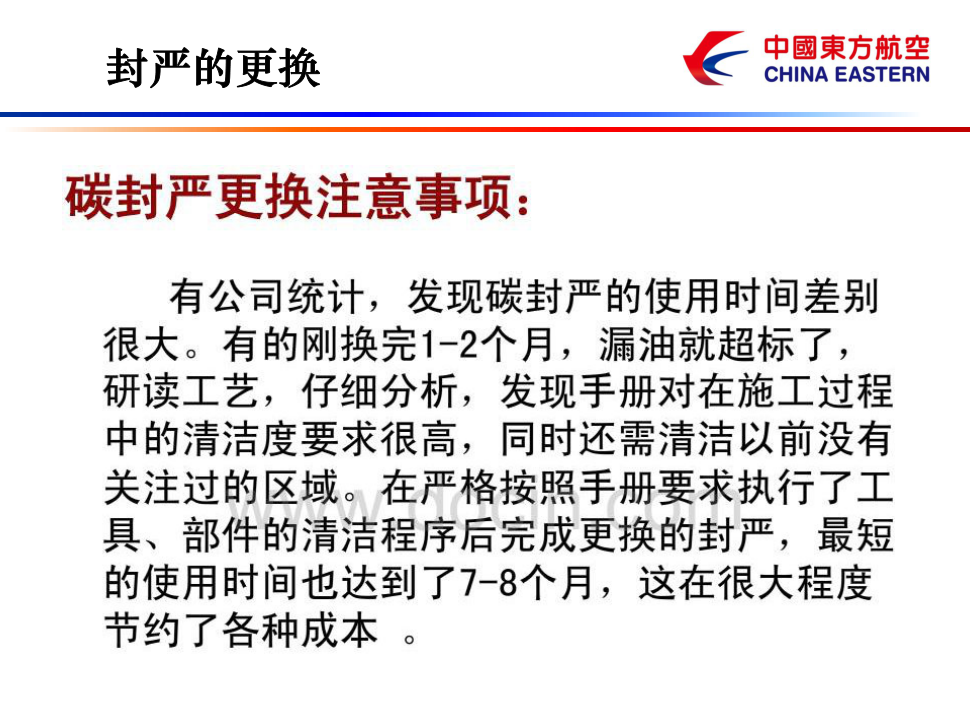 封严的更换
中國東方航空
CHINA EASTERN
碳封严更换注意事项：
有公司统计，发现碳封严的使用时间差别
很大。有的刚换完1-2个月，漏油就超标了，
研读工艺，仔细分析，发现手册对在施工过程
中的清洁度要求很高，同时还需清洁以前没有
关注过的区域。在严格按照手册要求执行了工
具、部件的清洁程序后完成更换的封严，最短
的使用时间也达到了7-8个月，这在很大程度
节约了各种成本 。
www.docin.com